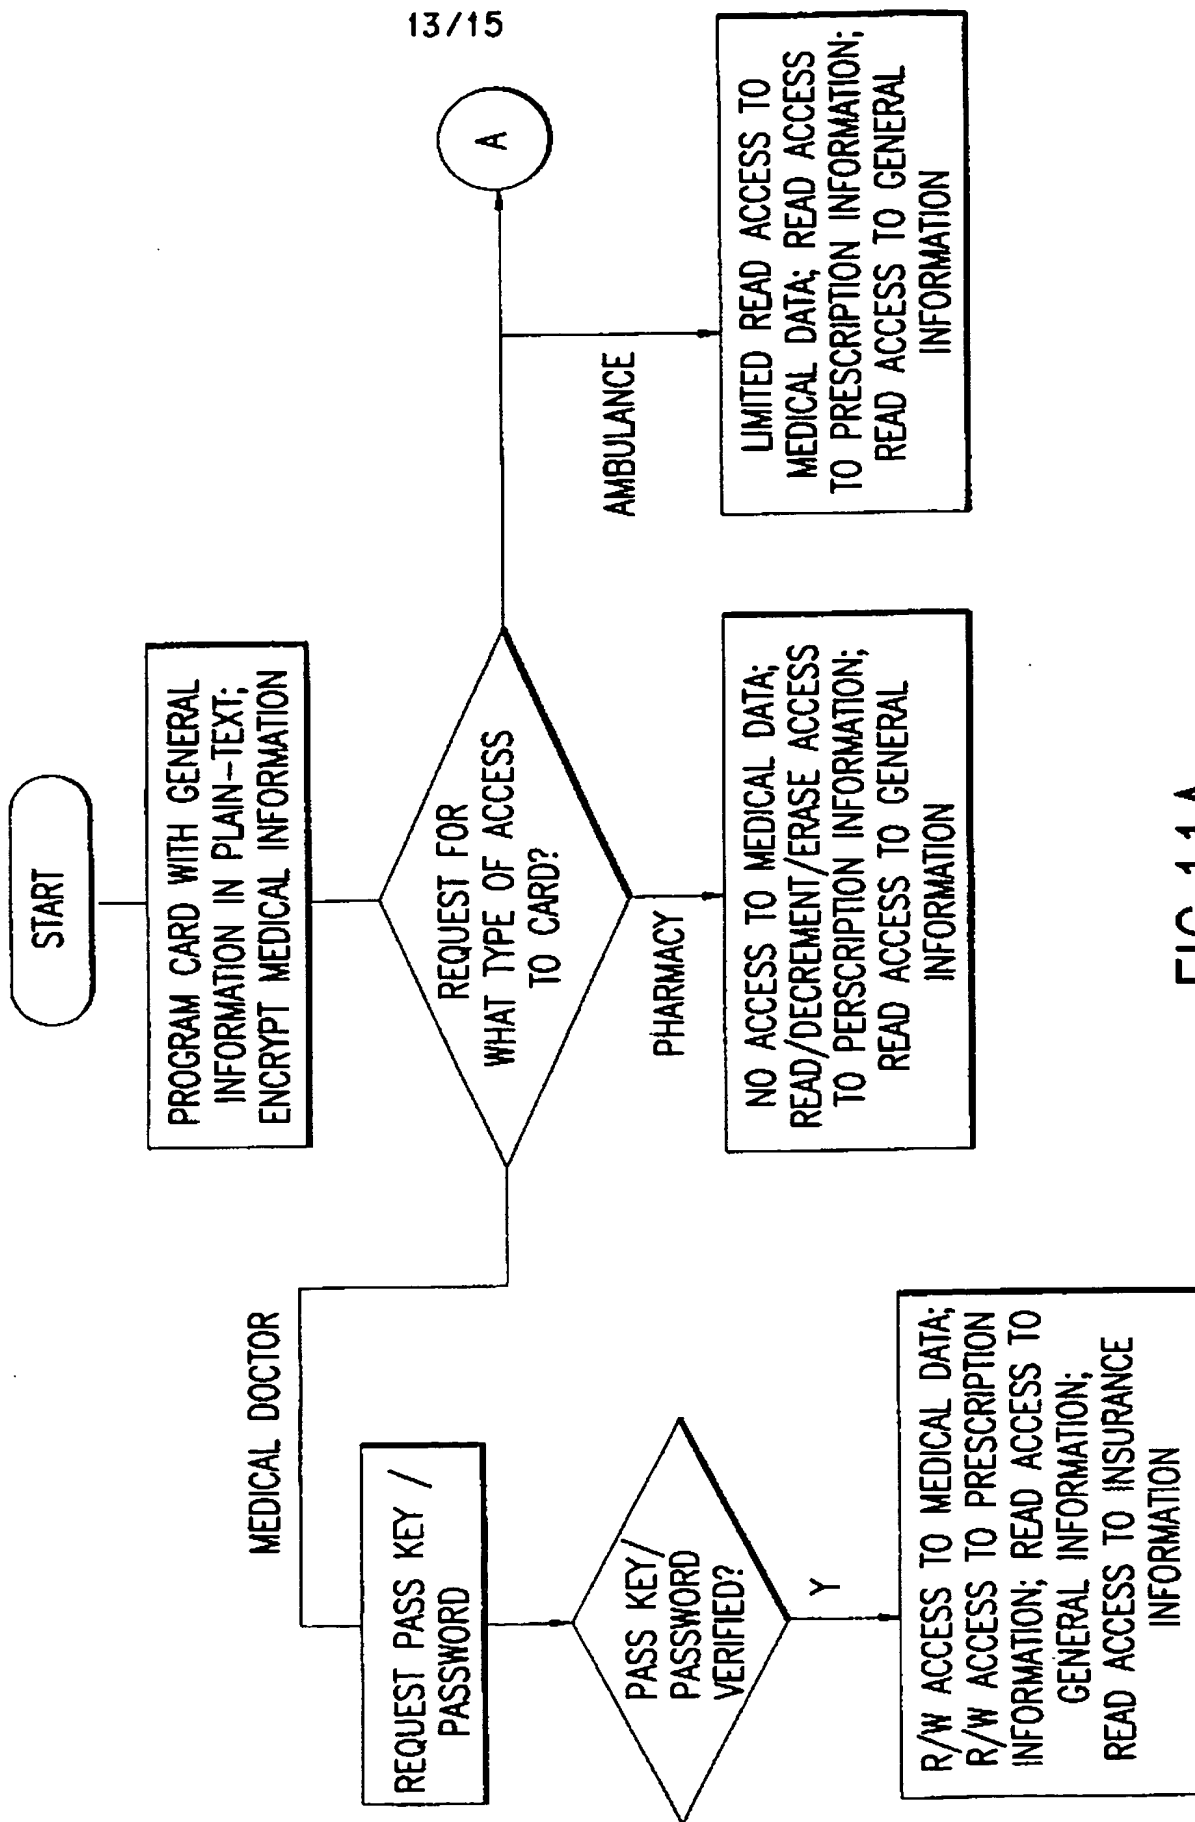 13/15
START
PROGRAM CARD WITH GENERAL
INFORMATION IN PLAIN-TEXT;
ENCRYPT MEDICAL INFORMATION
REQUEST FOR
WHAT TYPE OF ACCESS
TO CARD?
A
MEDICAL DOCTOR
REQUEST PASS KEY /
PASSWORD
PASS KEY/
PASSWORD
VERIFIED?
Y
R/W ACCESS TO MEDICAL DATA;
R/W ACCESS TO PRESCRIPTION
INFORMATION; READ ACCESS TO
GENERAL INFORMATION;
READ ACCESS TO INSURANCE
INFORMATION
PHARMACY
NO ACCESS TO MEDICAL DATA;
READ/DECREMENT/ERASE ACCESS
TO PERSCRIPTION INFORMATION;
READ ACCESS TO GENERAL
INFORMATION
AMBULANCE
LIMITED READ ACCESS TO
MEDICAL DATA; READ ACCESS
TO PRESCRIPTION INFORMATION;
READ ACCESS TO GENERAL
INFORMATION
FIG.11A